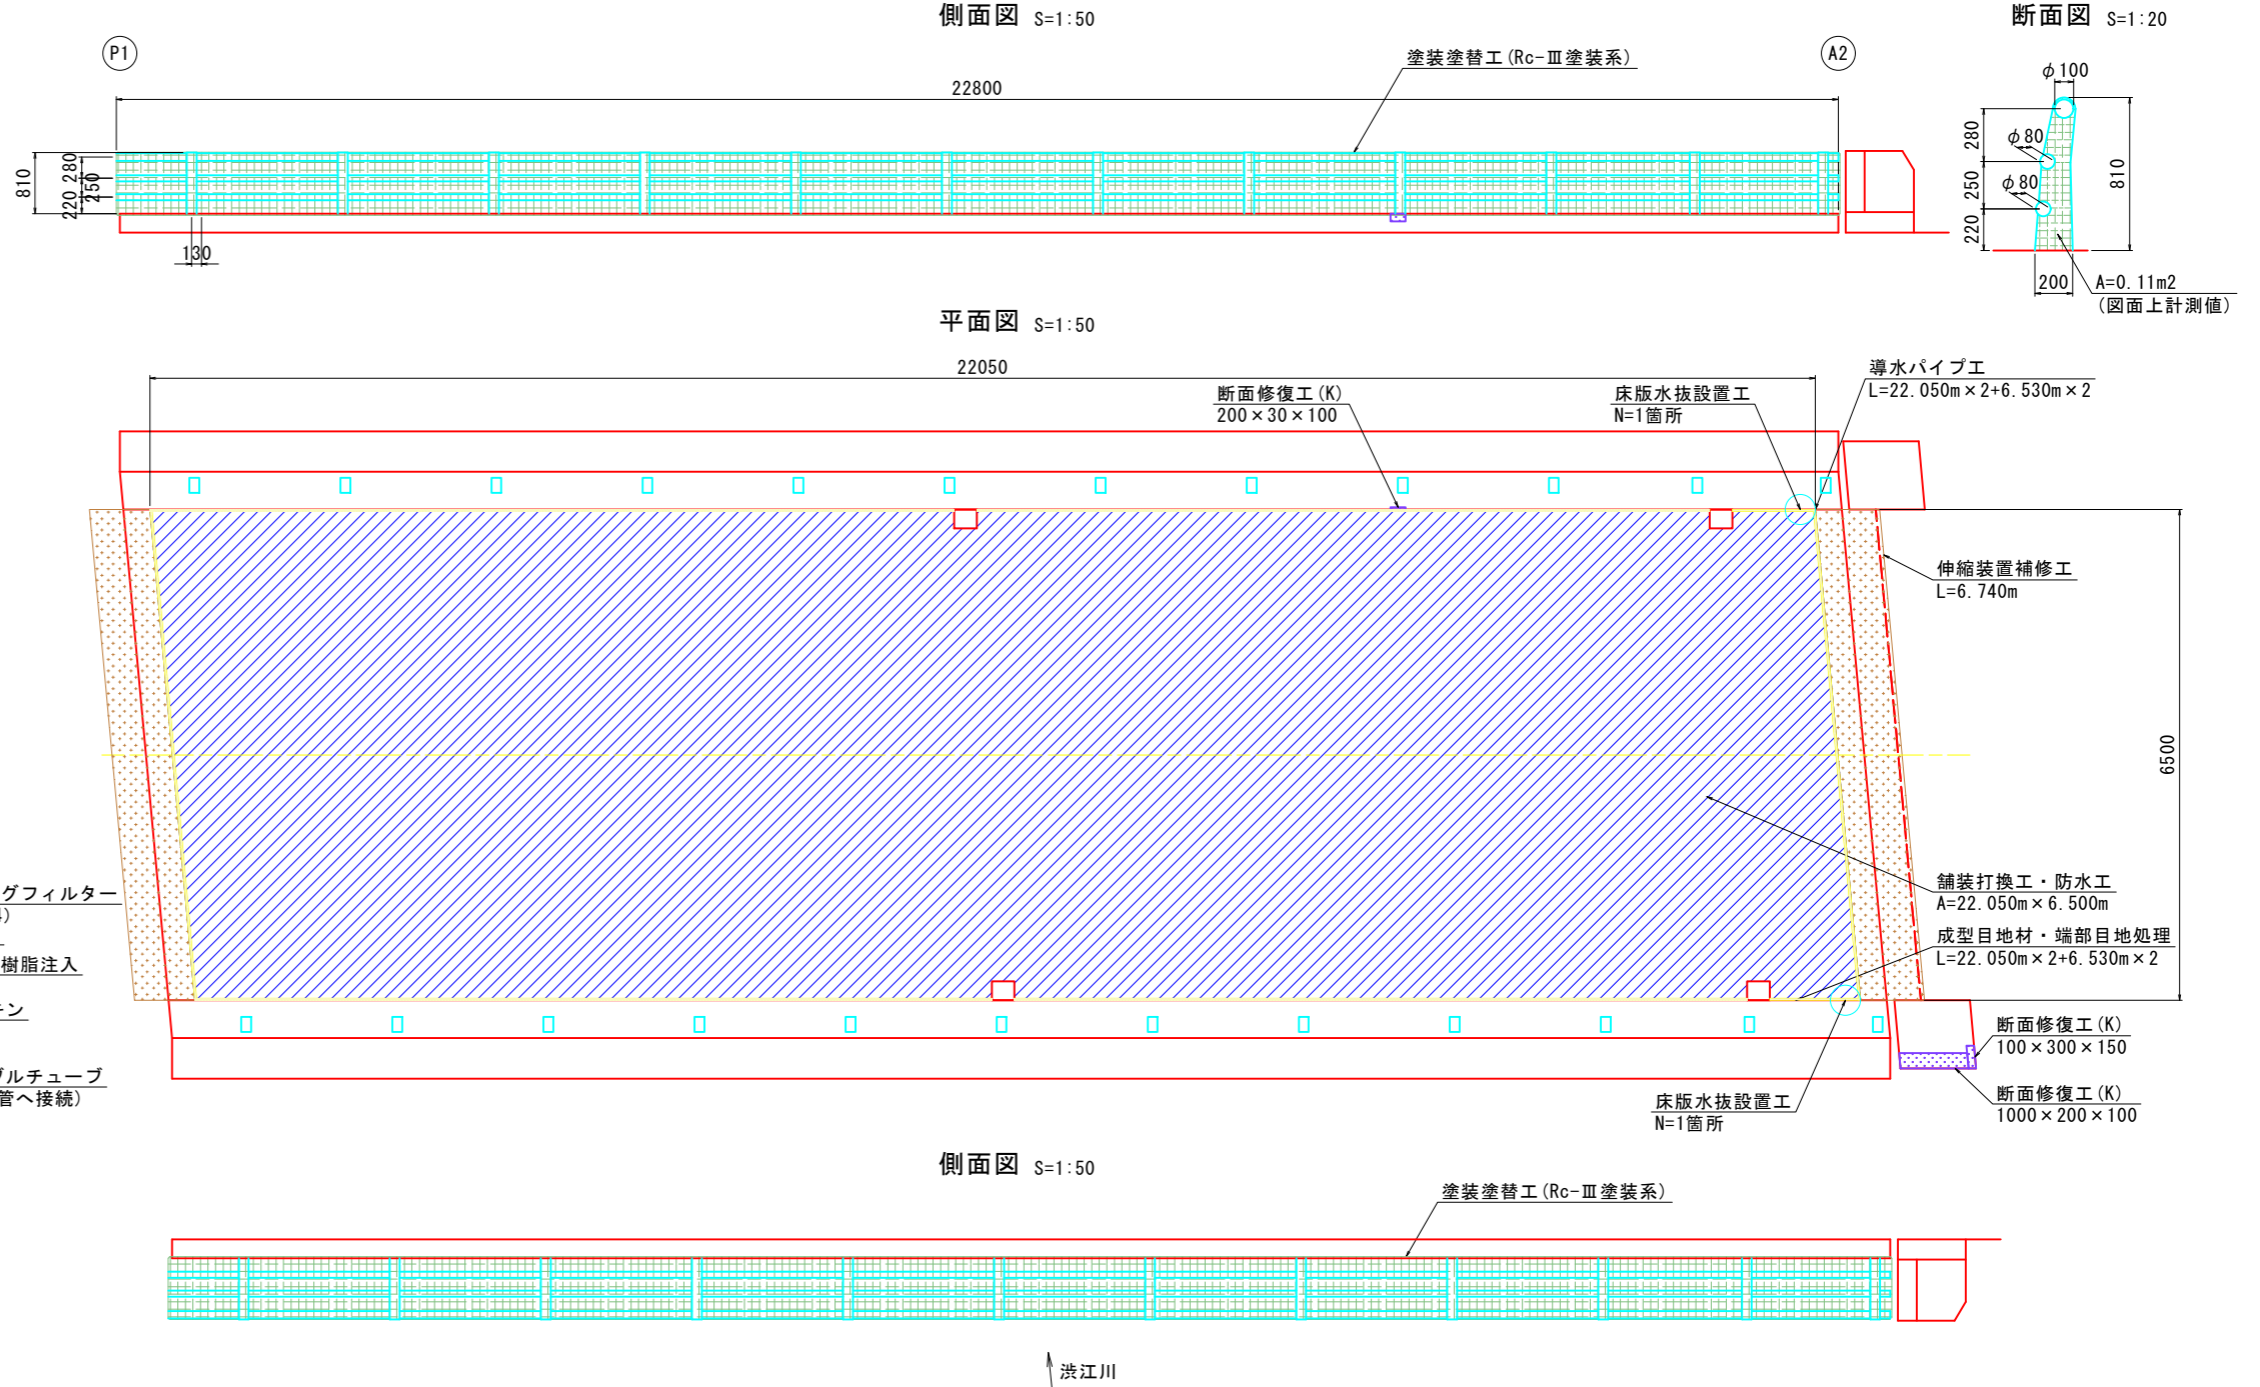 側面図 S=1:50
断面図 S=1:20
P1
A2
塗装塗替工(Rc-Ⅲ塗装系)
22800
810
280
250
220
130
φ100
280
φ80
250
φ80
220
810
200
A=0.11m2
(図面上計測値)
平面図 S=1:50
22050
断面修復工(K)
200×30×100
床版水抜設置工
N=1箇所
導水パイプ工
L=22.050m×2+6.530m×2
伸縮装置補修工
L=6.740m
6500
舗装打換工・防水工
A=22.050m×6.500m
成型目地材・端部目地処理
L=22.050m×2+6.530m×2
グフィルター
樹脂注入
ブルチューブ
管へ接続)
断面修復工(K)
100×300×150
断面修復工(K)
1000×200×100
床版水抜設置工
N=1箇所
側面図 S=1:50
塗装塗替工(Rc-Ⅲ塗装系)
渋江川